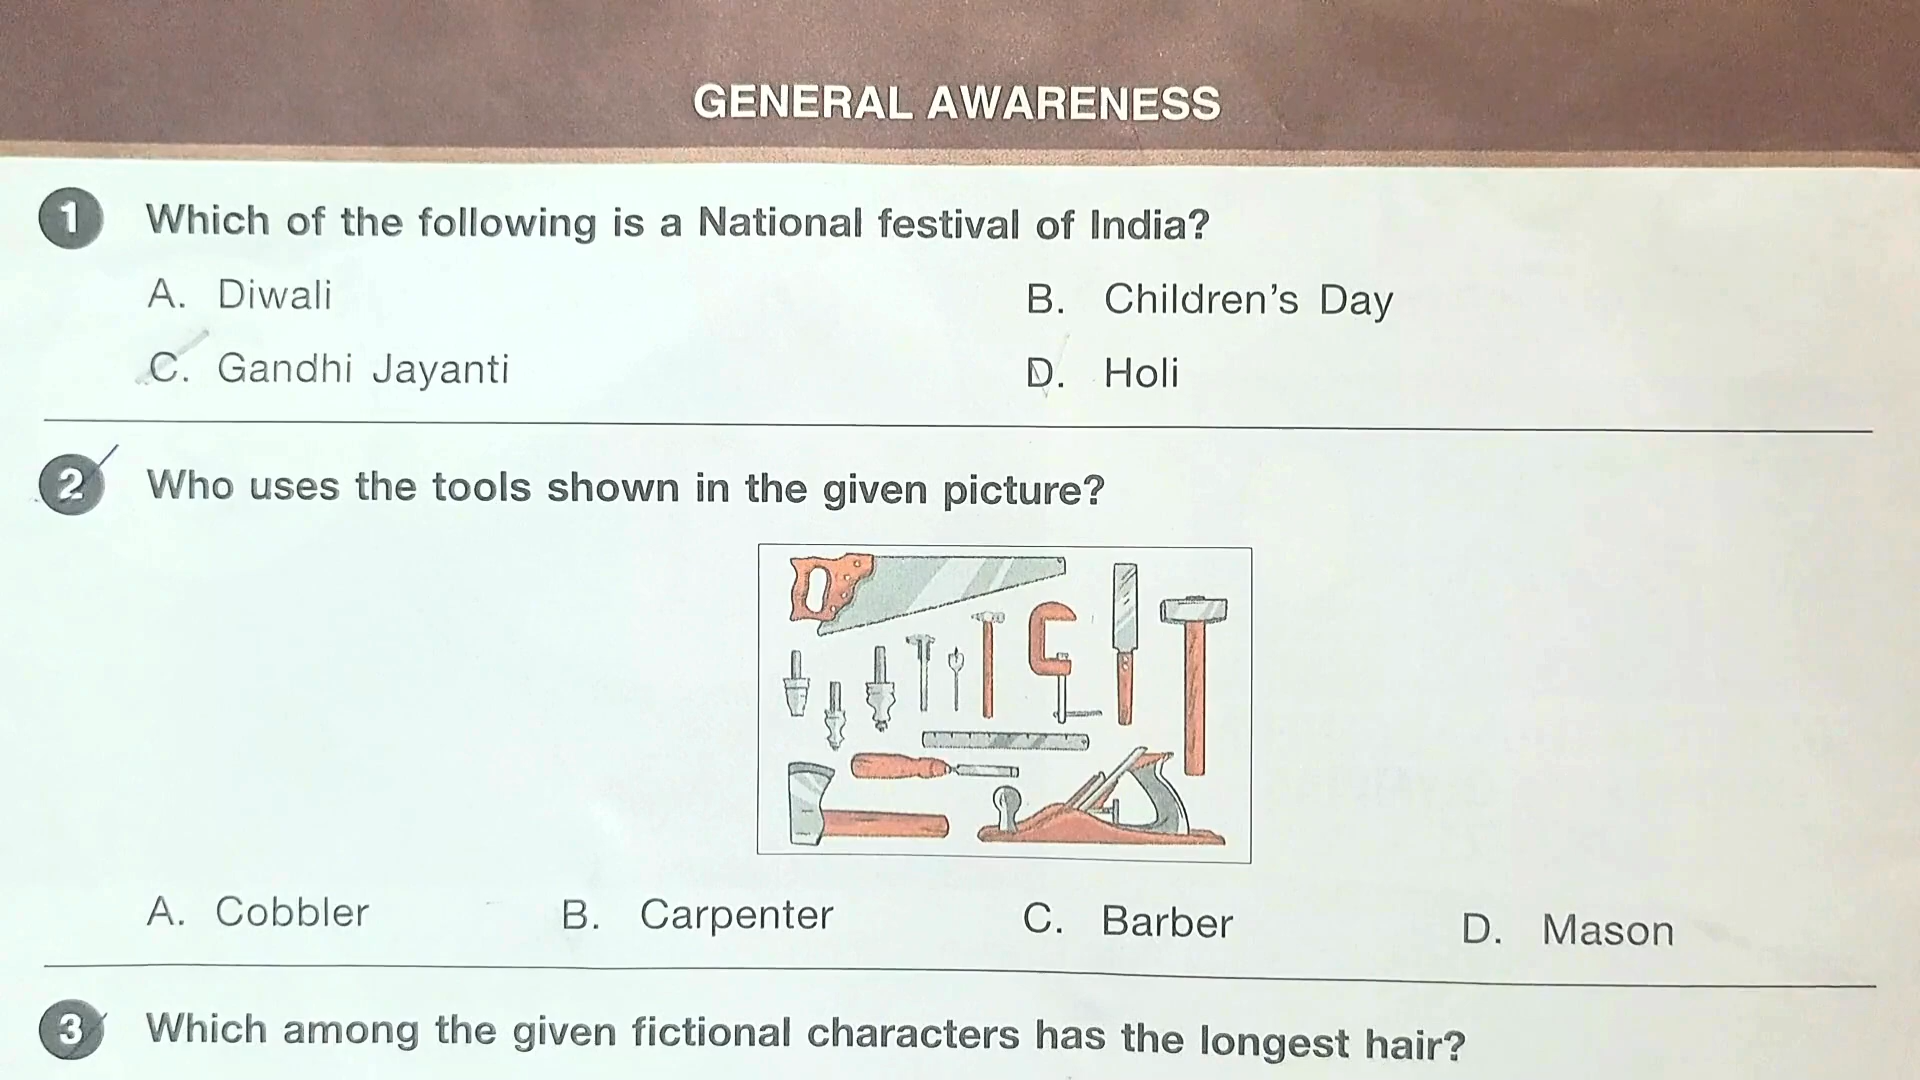 GENERAL AWARENESS
1 Which of the following is a National festival of India?
A. Diwali B. Children's Day
C. Gandhi Jayanti D. Holi
2 Who uses the tools shown in the given picture?
A. Cobbler B. Carpenter C. Barber D. Mason
3 Which among the given fictional characters has the longest hair?